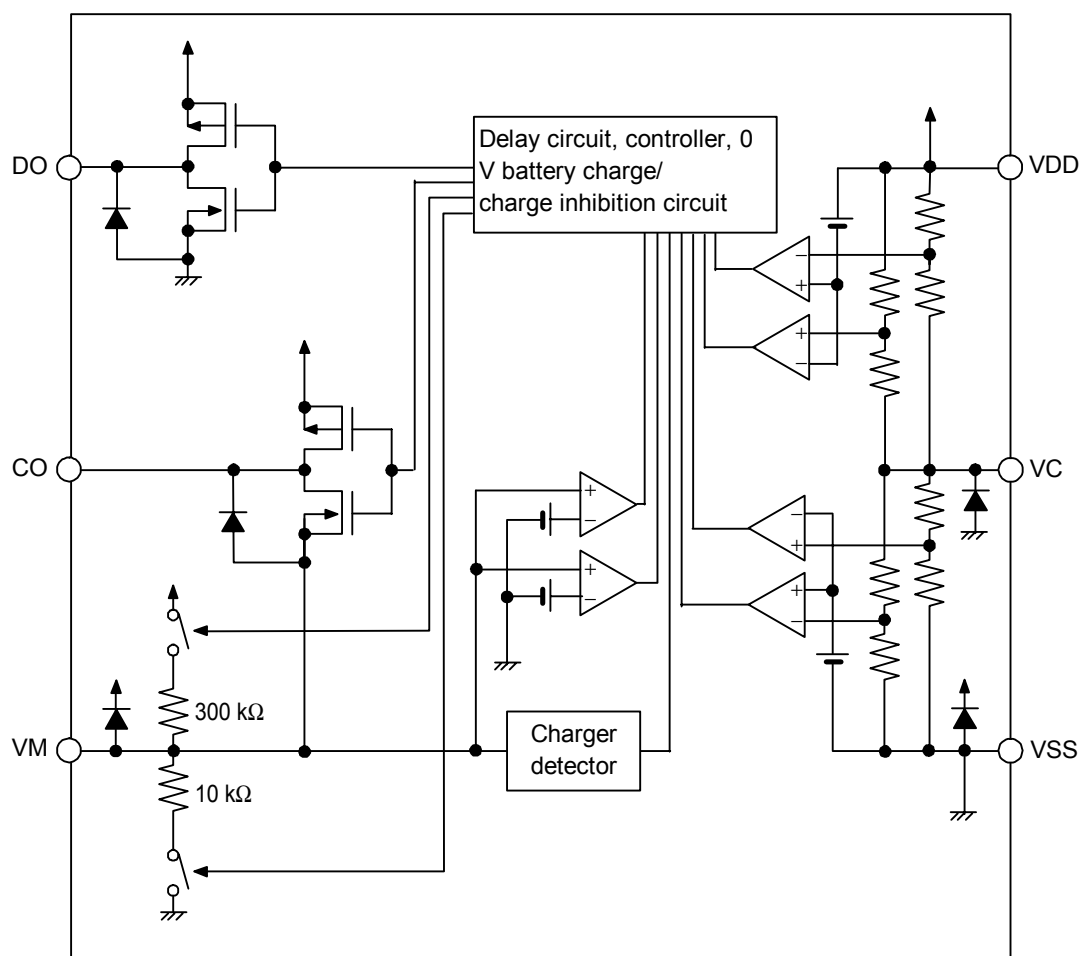 Delay circuit, controller, 0
V battery charge/
charge inhibition circuit
DO
VDD
−
+
+
−
CO
VC
+
−
−
+
+
−
+
−
300 kΩ
VM
Charger
detector
VSS
10 kΩ